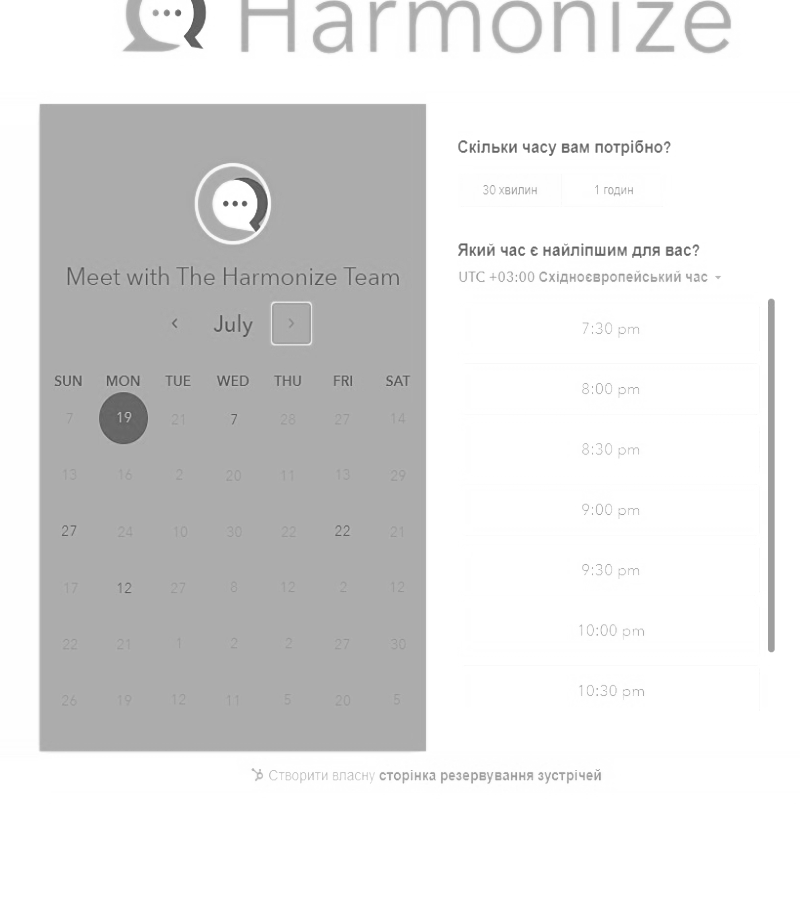 Harmonize
Meet with The Harmonize Team
July
SUN MON TUE WED THU FRI SAT
7 19 21 7 28 27 14
13 16 2 20 11 13 29
27 24 10 30 22 22 21
17 12 27 8 12 2 12
22 21 1 2 2 27 30
26 19 12 11 5 20 5
Скільки часу вам потрібно?
30 хвилин 1 годин
Який час є найліпшим для вас?
UTC +03:00 Східноєвропейський час
7:30 pm
8:00 pm
8:30 pm
9:00 pm
9:30 pm
10:00 pm
10:30 pm
Створити власну сторінка резервування зустрічей